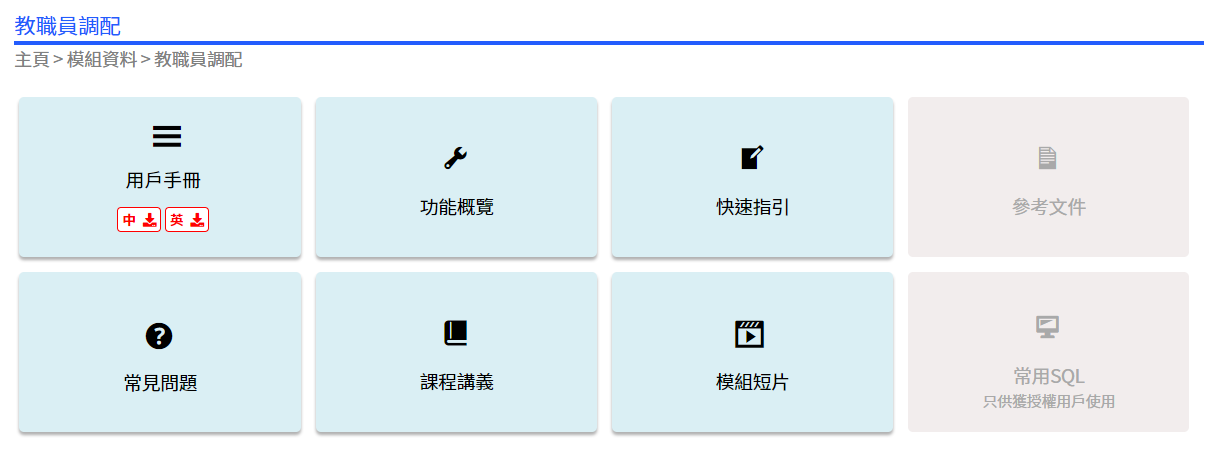 教職員調配
主頁 > 模組資料 > 教職員調配
用戶手冊
中 英
功能概覽
快速指引
參考文件
常見問題
課程講義
模組短片
常用SQL
只供獲授權用戶使用